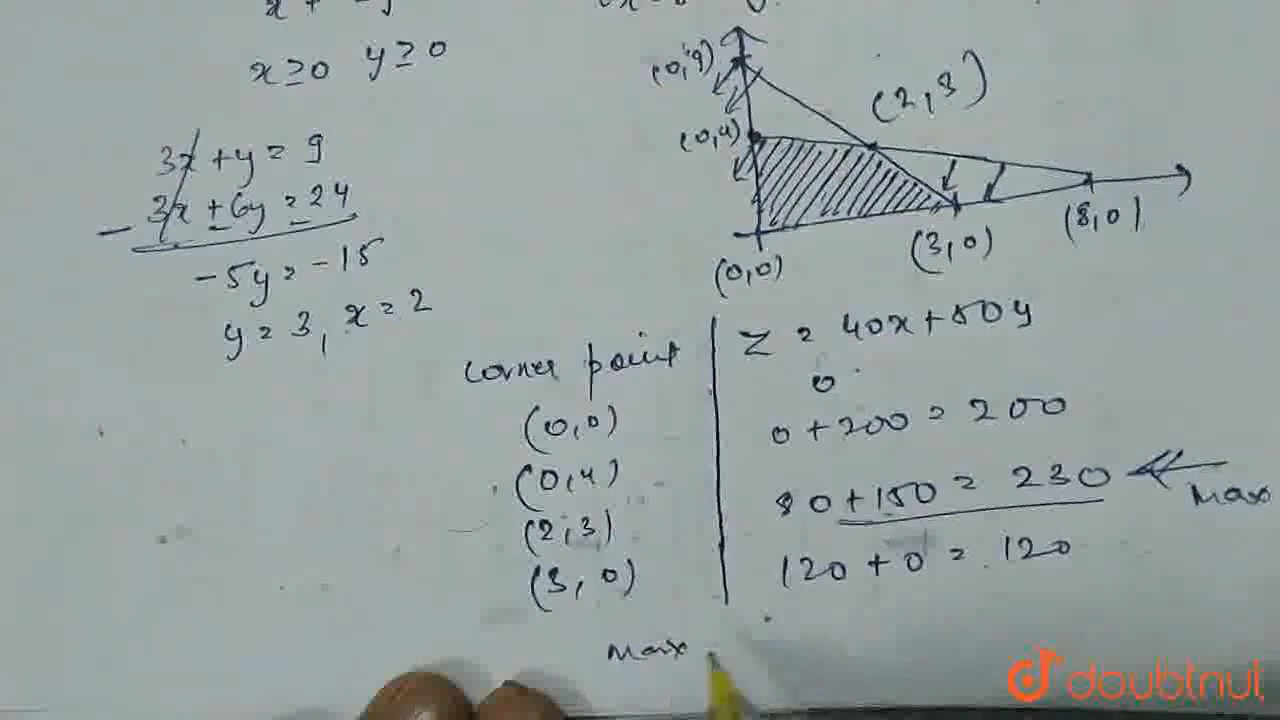 x≥0 y≥0
3x+y=9
- 3x+6y=24
-5y=-15
y=3, x=2
(0,9)
(0,4)
(2,3)
(0,0)
(3,0)
(8,0)
corner point
(0,0)
(0,4)
(2,3)
(3,0)
Z=40x+50y
0
0+200=200
80+150=230
Max
120+0=120
Max
doubtnut